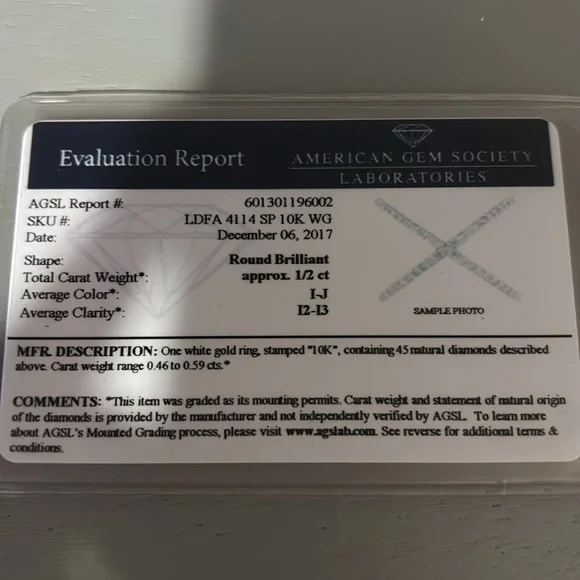 Evaluation Report
AMERICAN GEM SOCIETY
LABORATORIES
AGSL Report #: 601301196002
SKU #: LDFA 4114 SP 10K WG
Date: December 06, 2017
Shape: Round Brilliant
Total Carat Weight*: approx. 1/2 ct
Average Color*: I-J
Average Clarity*: I2-I3
SAMPLE PHOTO
MFR. DESCRIPTION: One white gold ring, stamped "10K", containing 45 natural diamonds described
above. Carat weight range 0.46 to 0.59 cts.*
COMMENTS: *This item was graded as its mounting permits. Carat weight and statement of natural origin
of the diamonds is provided by the manufacturer and not independently verified by AGSL. To learn more
about AGSL's Mounted Grading process, please visit www.agslab.com. See reverse for additional terms &
conditions.